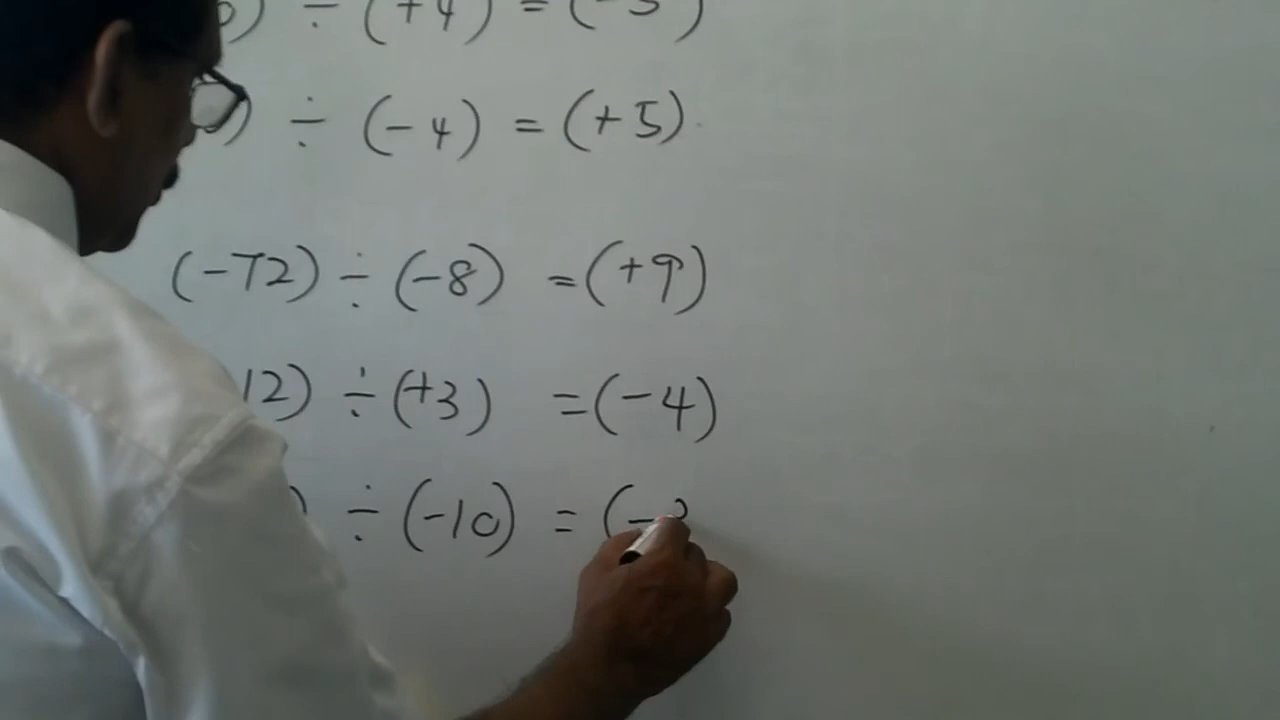 ) ÷ (+4) = (-5)
) ÷ (-4) = (+5)
(-72) ÷ (-8) = (+9)
12) ÷ (+3) = (-4)
) ÷ (-10) = (-